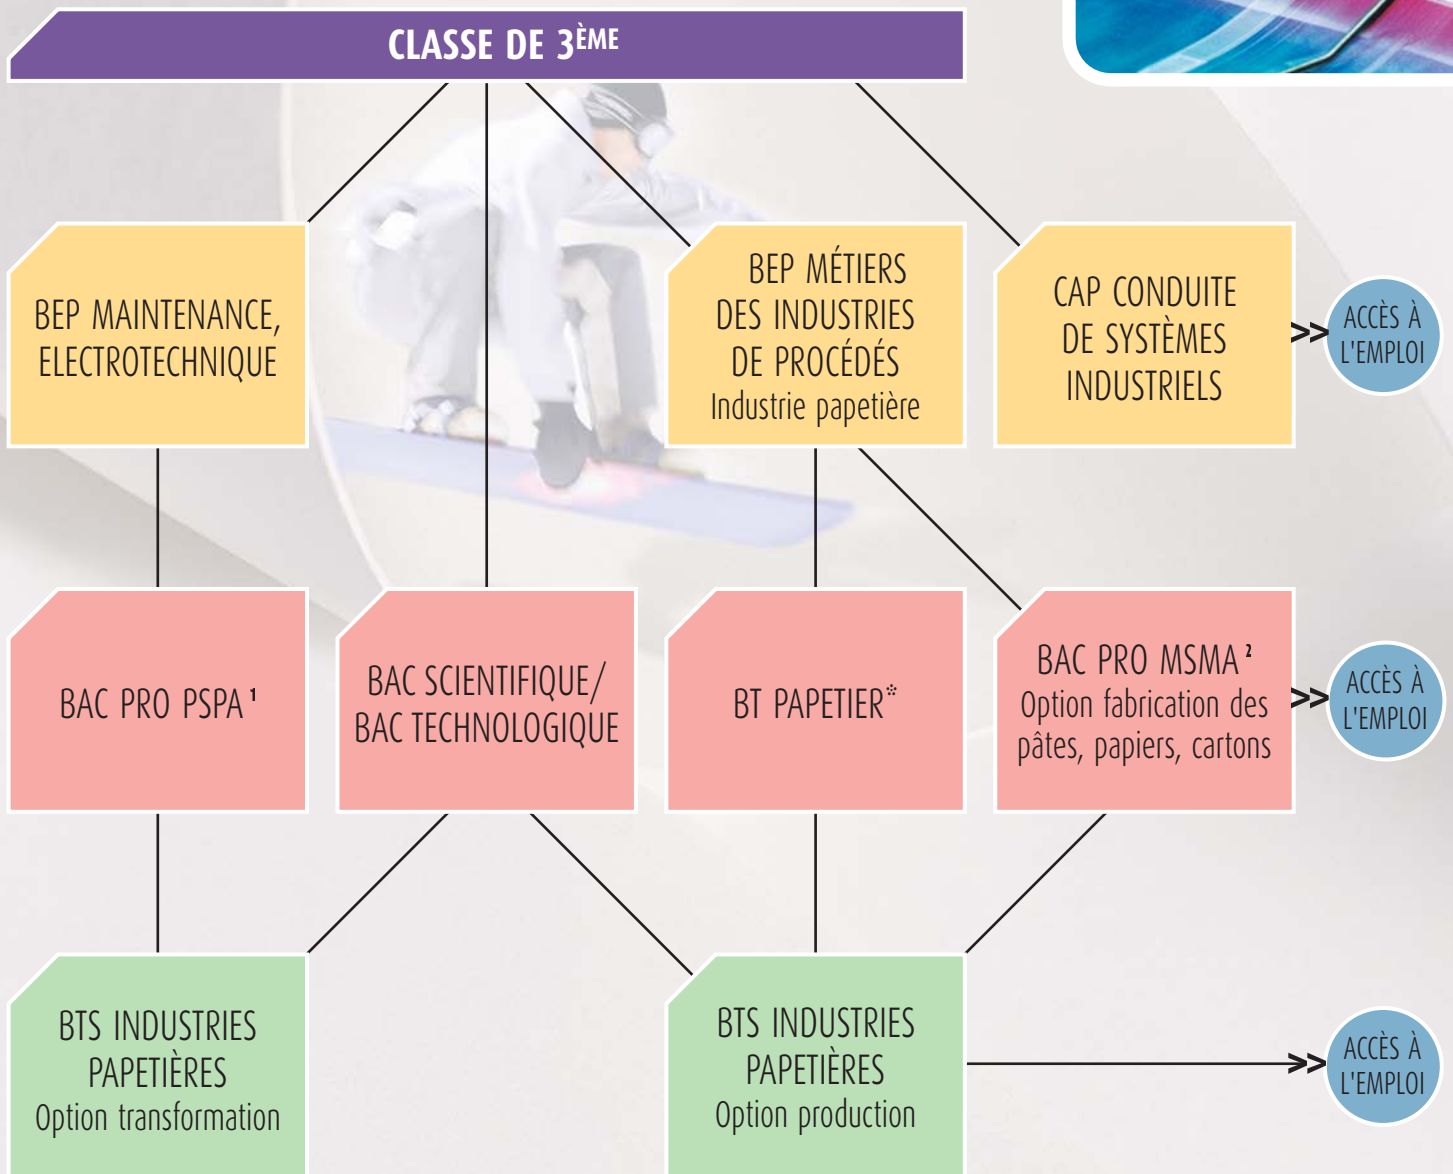 CLASSE DE 3ÈME
BEP MAINTENANCE,
ELECTROTECHNIQUE
BEP MÉTIERS
DES INDUSTRIES
DE PROCÉDÉS
Industrie papetière
CAP CONDUITE
DE SYSTÈMES
INDUSTRIELS
>>
ACCÈS À
L'EMPLOI
BAC PRO PSPA ¹
BAC SCIENTIFIQUE/
BAC TECHNOLOGIQUE
BT PAPETIER*
BAC PRO MSMA ²
Option fabrication des
pâtes, papiers, cartons
>>
ACCÈS À
L'EMPLOI
BTS INDUSTRIES
PAPETIÈRES
Option transformation
BTS INDUSTRIES
PAPETIÈRES
Option production
>>
ACCÈS À
L'EMPLOI